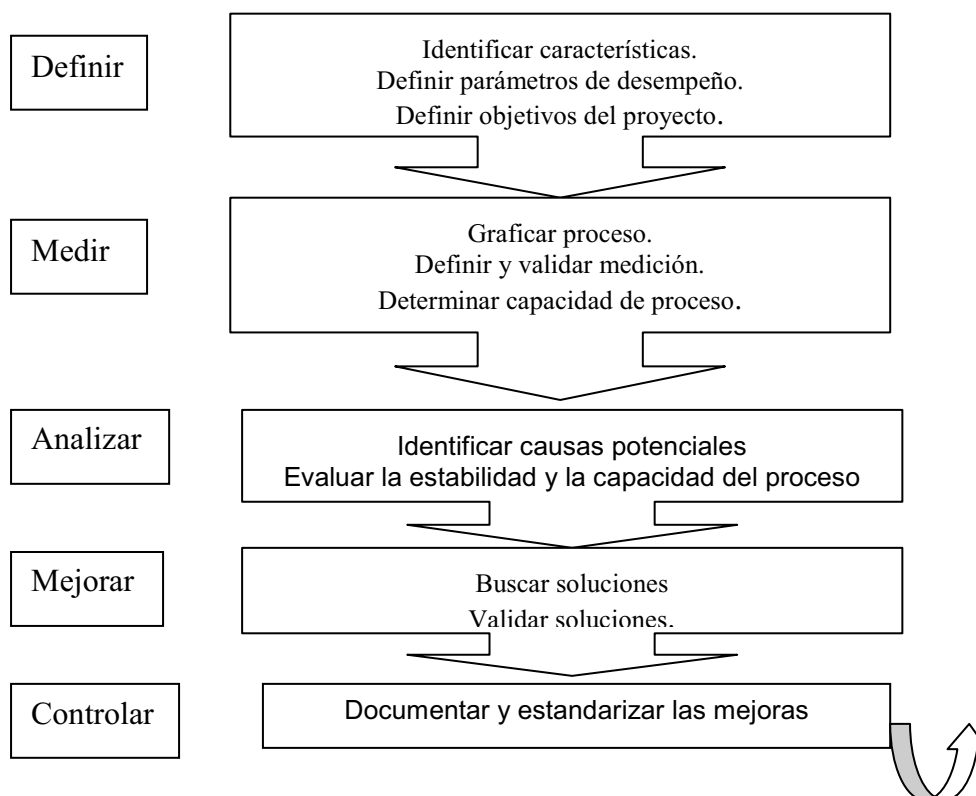 Definir
Identificar características.
Definir parámetros de desempeño.
Definir objetivos del proyecto.
Medir
Graficar proceso.
Definir y validar medición.
Determinar capacidad de proceso.
Analizar
Identificar causas potenciales
Evaluar la estabilidad y la capacidad del proceso
Mejorar
Buscar soluciones
Validar soluciones.
Controlar
Documentar y estandarizar las mejoras